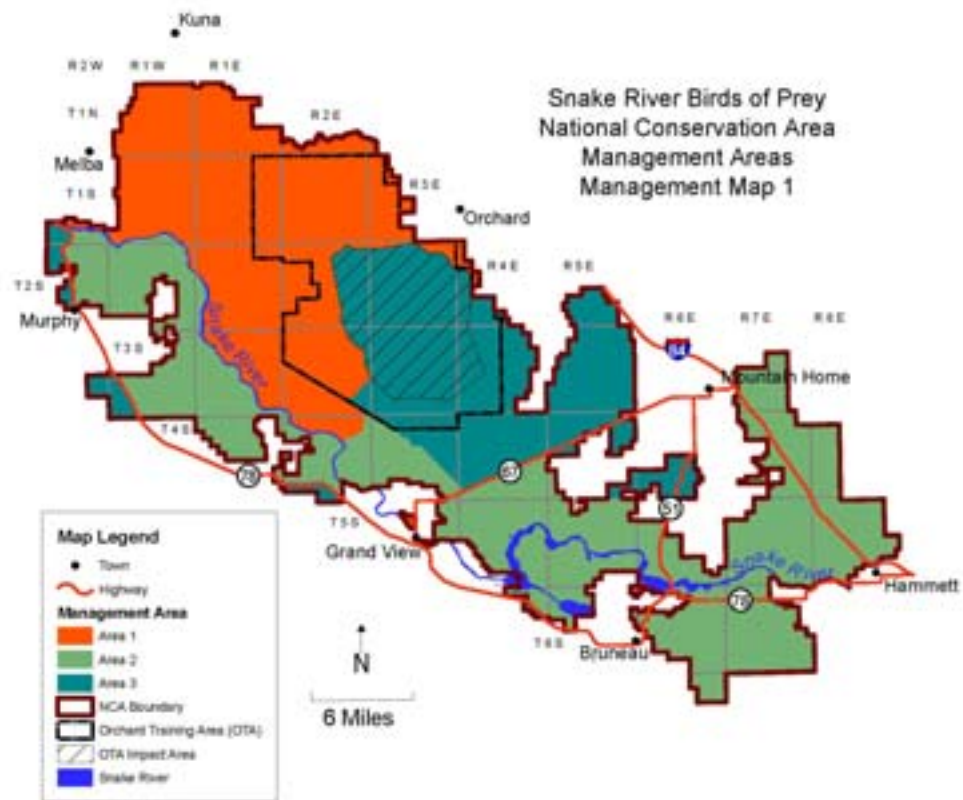 Kuna
R2W R1W R1E
Snake River Birds of Prey
National Conservation Area
Management Areas
Management Map 1
T1N
R2E
Melba
T1S
R3E
Orchard
R4E
R5E
T2S
Murphy
R6E
R7E
R8E
Snake River
T3S
84
Mountain Home
T4S
78
67
51
T5S
Grand View
Snake River
Hammett
78
T6S
Bruneau
Map Legend
Town
Highway
Management Area
Area 1
Area 2
Area 3
NCA Boundary
Orchard Training Area (OTA)
OTA Impact Area
Snake River
N
6 Miles